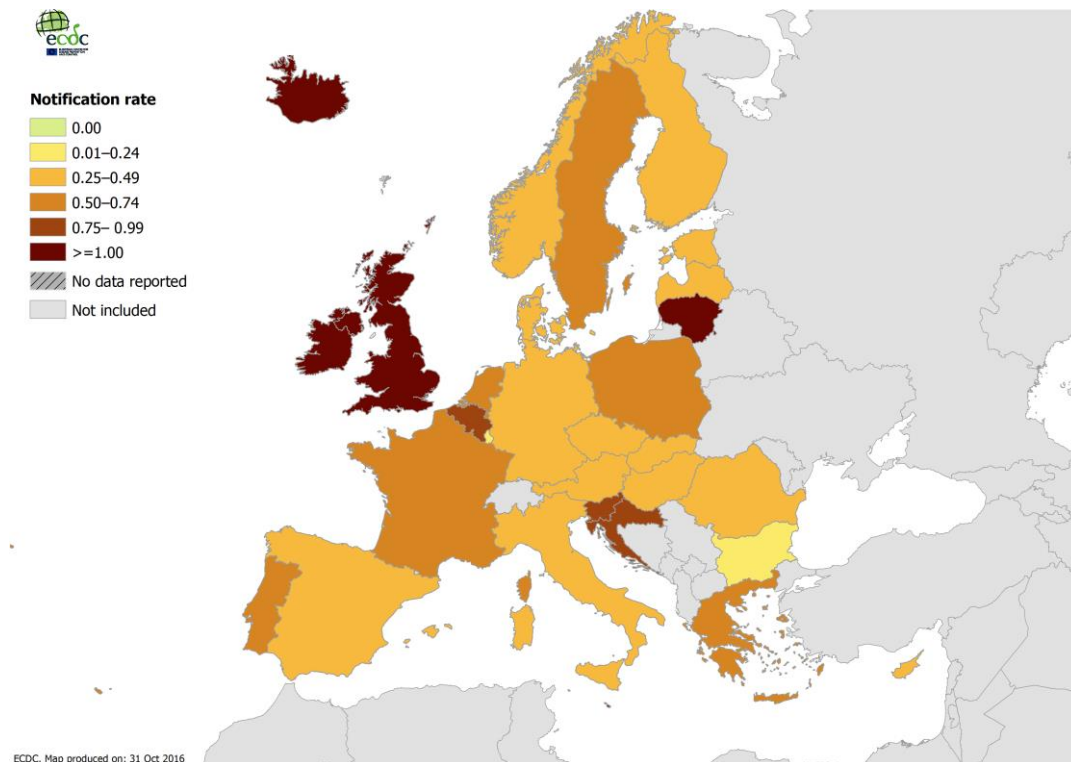 ecdc
Notification rate
0.00
0.01–0.24
0.25–0.49
0.50–0.74
0.75– 0.99
>=1.00
No data reported
Not included
ECDC. Map produced on: 31 Oct 2016